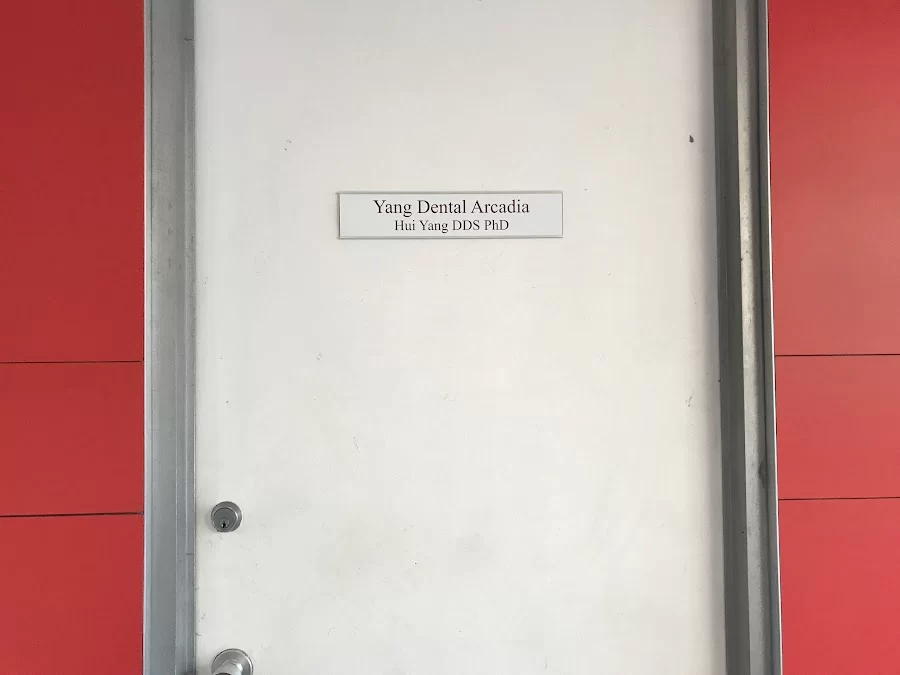 Yang Dental Arcadia
Hui Yang DDS PhD